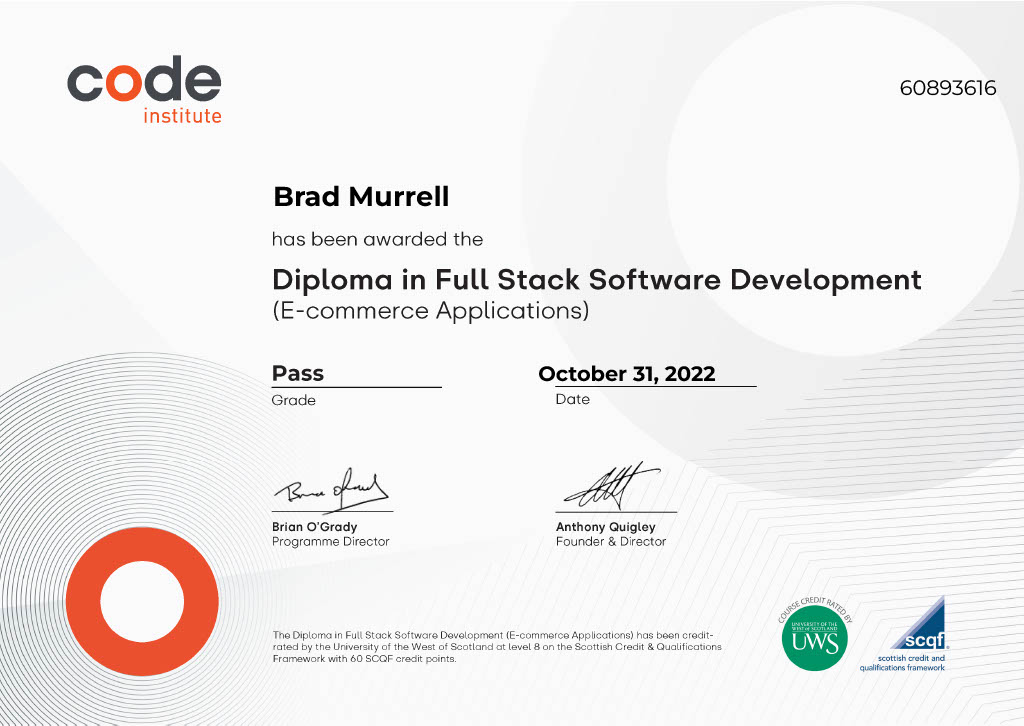 code
institute
60893616
Brad Murrell
has been awarded the
Diploma in Full Stack Software Development
(E-commerce Applications)
Pass
October 31, 2022
Grade
Date
Brian O'Grady
Anthony Quigley
Programme Director
Founder & Director
The Diploma in Full Stack Software Development (E-commerce Applications) has been credit-
rated by the University of the West of Scotland at level 8 on the Scottish Credit & Qualifications
Framework with 60 SCQF credit points.
COURSE CREDIT RATED BY
UNIVERSITY OF THE
WEST OF SCOTLAND
UWS
scqf
scottish credit and
qualifications framework